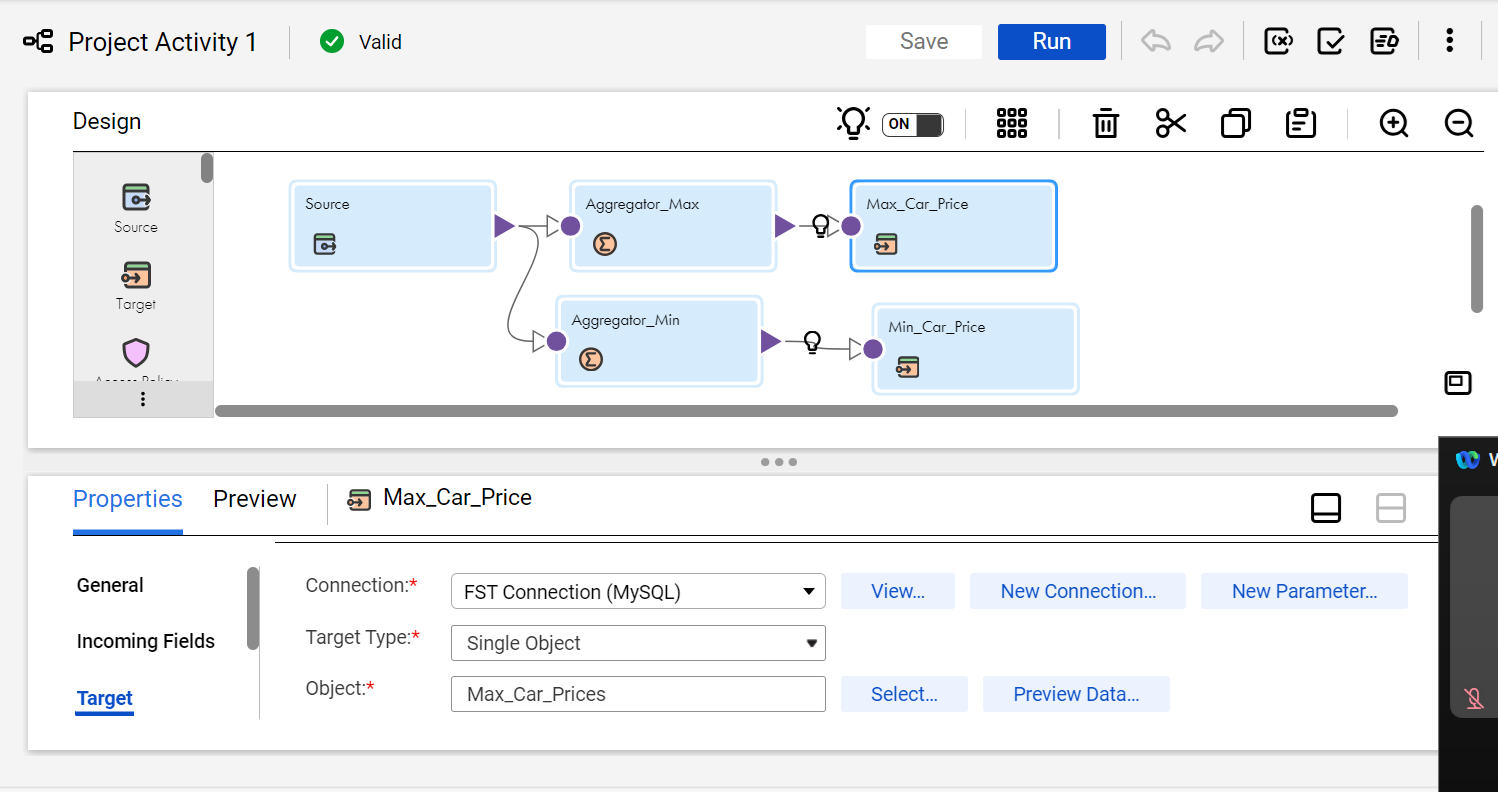 Project Activity 1
Valid
Save
Run
Design
ON
Source
Target
Source
Aggregator_Max
Max_Car_Price
Aggregator_Min
Min_Car_Price
Properties
Preview
Max_Car_Price
General
Incoming Fields
Target
Connection:*
FST Connection (MySQL)
View...
New Connection...
New Parameter...
Target Type:*
Single Object
Object:*
Max_Car_Prices
Select...
Preview Data...